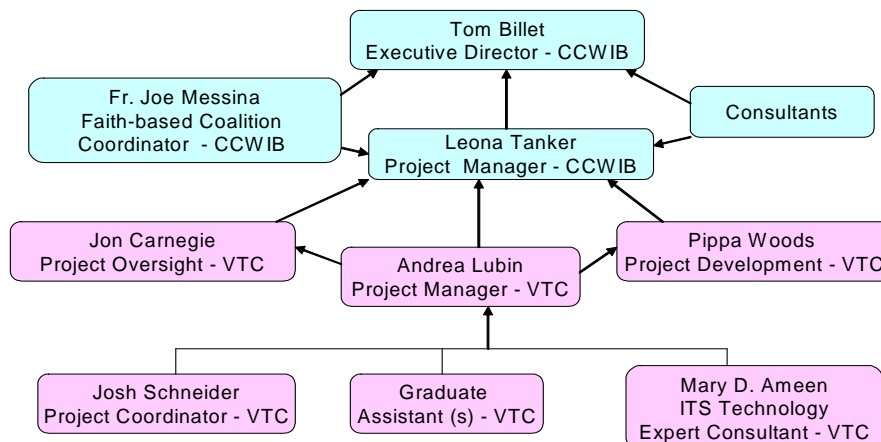 Tom Billet
Executive Director - CCWIB
Fr. Joe Messina
Faith-based Coalition
Coordinator - CCWIB
Consultants
Leona Tanker
Project Manager - CCWIB
Jon Carnegie
Project Oversight - VTC
Andrea Lubin
Project Manager - VTC
Pippa Woods
Project Development - VTC
Josh Schneider
Project Coordinator - VTC
Graduate
Assistant (s) - VTC
Mary D. Ameen
ITS Technology
Expert Consultant - VTC